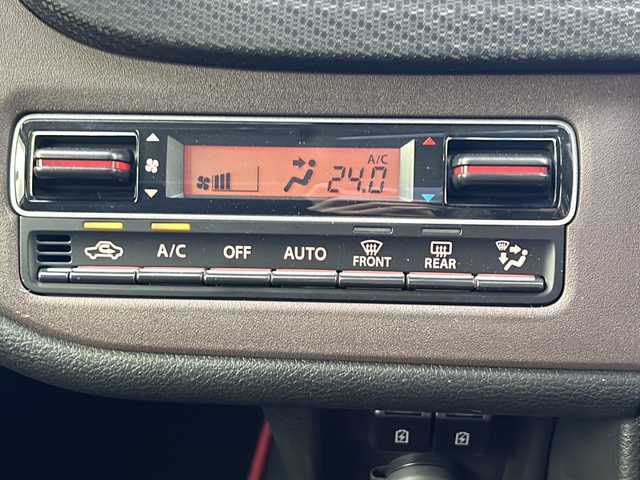 A/C
24.0
A/C OFF AUTO FRONT REAR